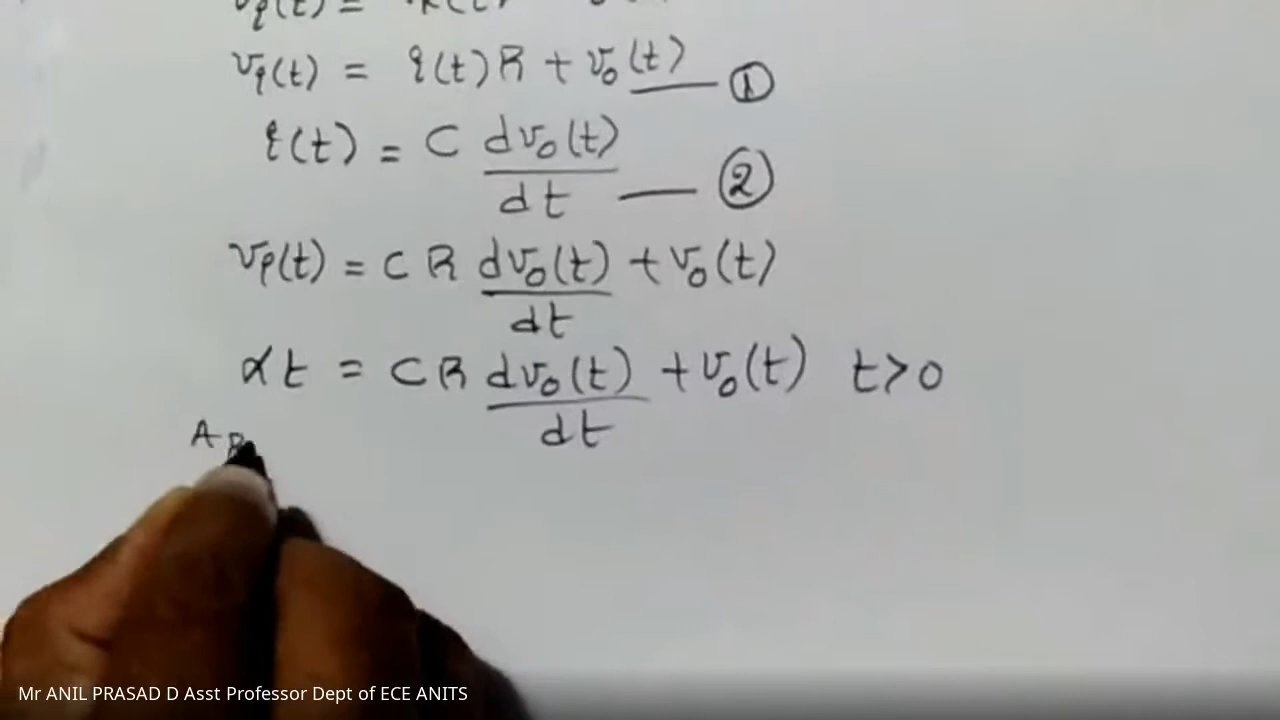 vi(t) = i(t)R + vo(t) — ①
i(t) = C dvo(t)/dt — ②
vi(t) = CR dvo(t)/dt + vo(t)
αt = CR dvo(t)/dt + vo(t) t>0
Mr ANIL PRASAD D Asst Professor Dept of ECE ANITS